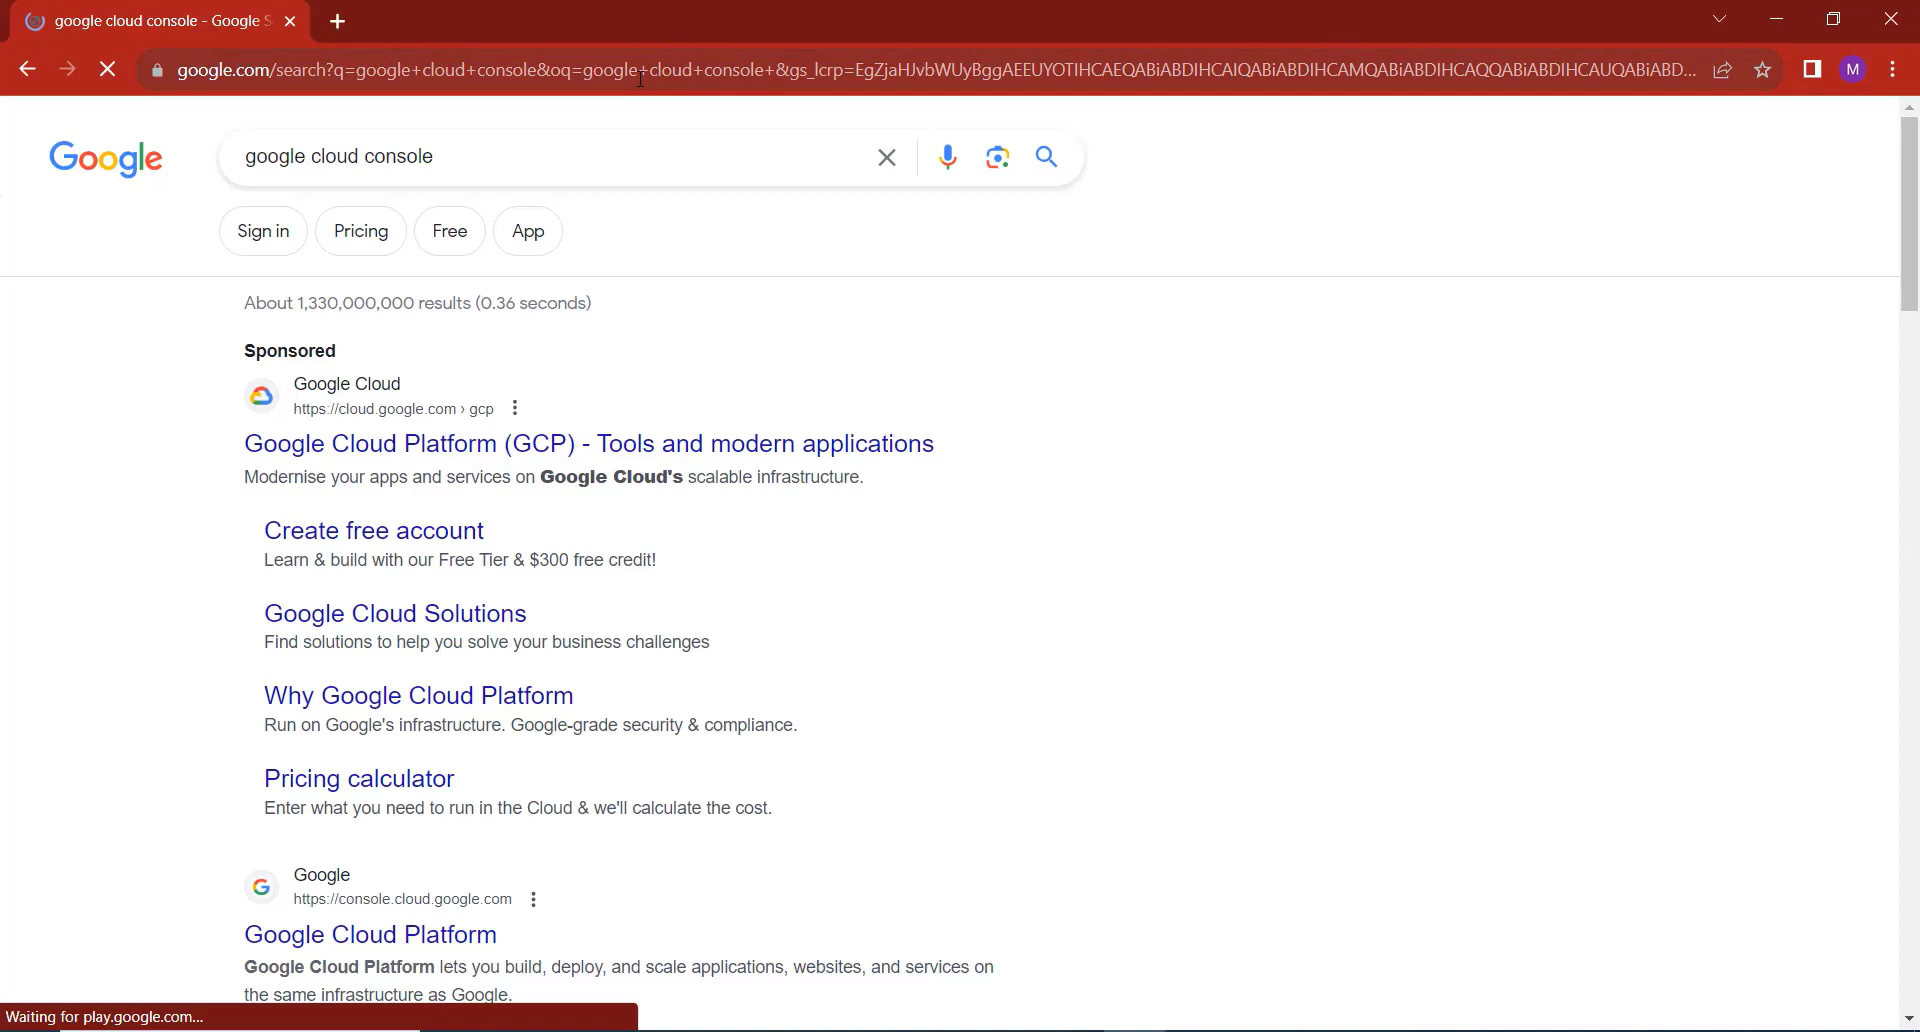 google cloud console - Google S
google.com/search?q=google+cloud+console&oq=google+cloud+console+&gs_lcrp=EgZjaHJvbWUyBggAEEUYOTIHCAEQABiABDIHCAIQABiABDIHCAMQABiABDIHCAQQABiABDIHCAUQABiABD...
M
Google
google cloud console
Sign in
Pricing
Free
App
About 1,330,000,000 results (0.36 seconds)
Sponsored
Google Cloud
https://cloud.google.com › gcp
Google Cloud Platform (GCP) - Tools and modern applications
Modernise your apps and services on Google Cloud's scalable infrastructure.
Create free account
Learn & build with our Free Tier & $300 free credit!
Google Cloud Solutions
Find solutions to help you solve your business challenges
Why Google Cloud Platform
Run on Google's infrastructure. Google-grade security & compliance.
Pricing calculator
Enter what you need to run in the Cloud & we'll calculate the cost.
Google
https://console.cloud.google.com
Google Cloud Platform
Google Cloud Platform lets you build, deploy, and scale applications, websites, and services on
the same infrastructure as Google.
Waiting for play.google.com...